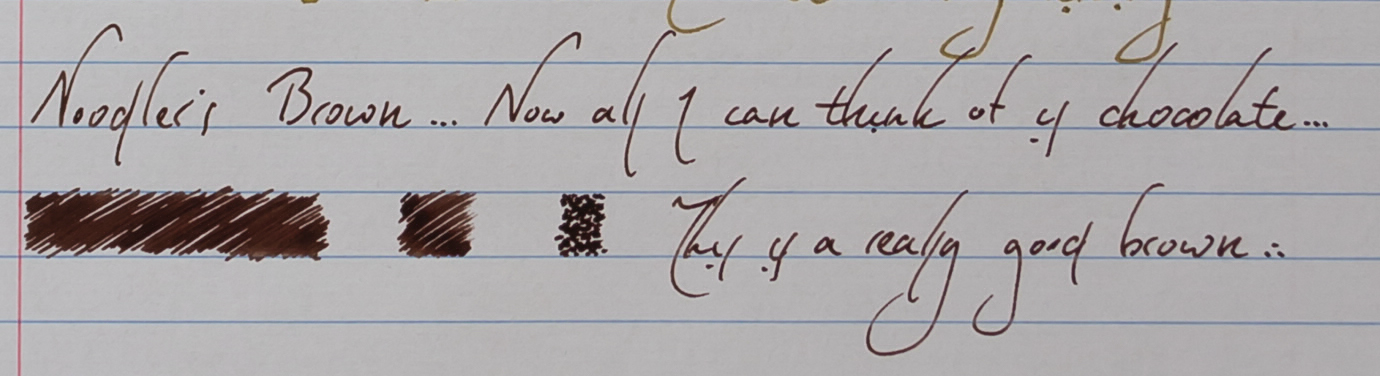 Noodler's Brown... Now all I can think of is chocolate...
This is a really good brown...